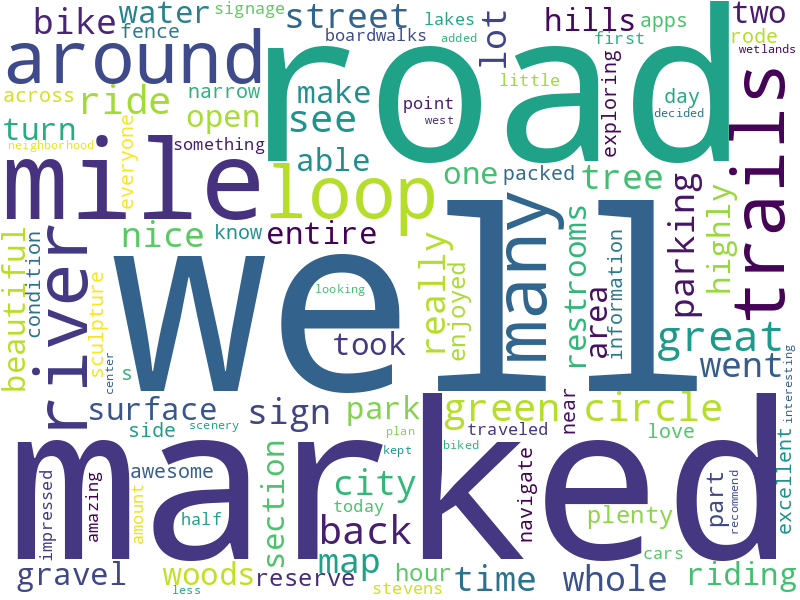 bike
water
fence
signage
street
boardwalks
lakes
added
hills
first
apps
two
rode
wetlands
around
road
lot
across
ride
narrow
make
see
little
exploring
point
west
day
decided
trails
turn
open
neighborhood
everyone
something
able
mile
loop
one
packed
tree
parking
highly
beautiful
condition
river
nice
know
entire
well
many
really
enjoyed
restrooms
area
information
great
sculpture
center
s
looking
took
went
interesting
surface
side
scenery
sign
park
plan
green
traveled
circle
near
love
marked
impressed
amazing
amount
awesome
half
section
city
today
back
kept
biked
navigate
plenty
cars
part
recommend
excellent
gravel
woods
less
reserve
map
hour
stevens
time
whole
riding